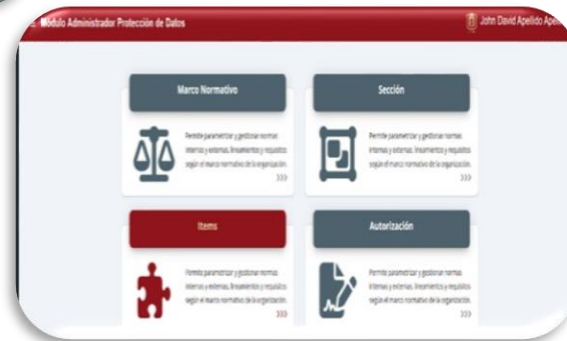 Módulo Administrador Protección de Datos
John David Apellido Apell
Marco Normativo
Permite parametrizar y gestionar normas
internas y externas, lineamientos y requisitos
según el marco normativo de la organización.
>>>
Sección
Permite parametrizar y gestionar normas
internas y externas, lineamientos y requisitos
según el marco normativo de la organización.
>>>
Items
Permite parametrizar y gestionar normas
internas y externas, lineamientos y requisitos
según el marco normativo de la organización.
>>>
Autorización
Permite parametrizar y gestionar normas
internas y externas, lineamientos y requisitos
según el marco normativo de la organización.
>>>